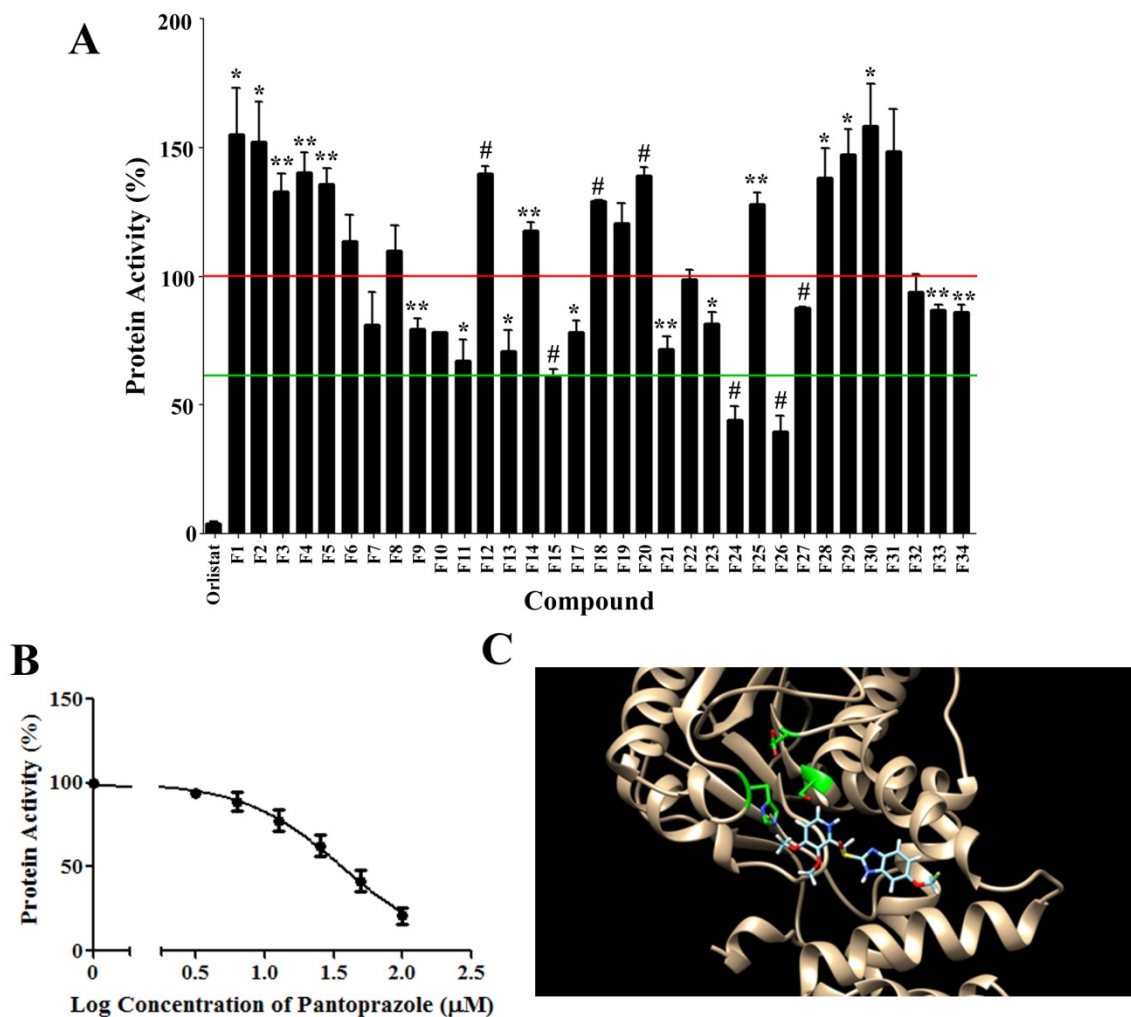 A
Protein Activity (%)
200
150
100
50
0
* * ** ** ** ** * # * ** # * # # ** * # ** # # * * * ** **
Orlistat F1 F2 F3 F4 F5 F6 F7 F8 F9 F10 F11 F12 F13 F14 F15 F17 F18 F19 F20 F21 F22 F23 F24 F25 F26 F27 F28 F29 F30 F31 F32 F33 F34
Compound
B
Protein Activity (%)
150
100
50
0
0 0.5 1.0 1.5 2.0 2.5
Log Concentration of Pantoprazole (μM)
C